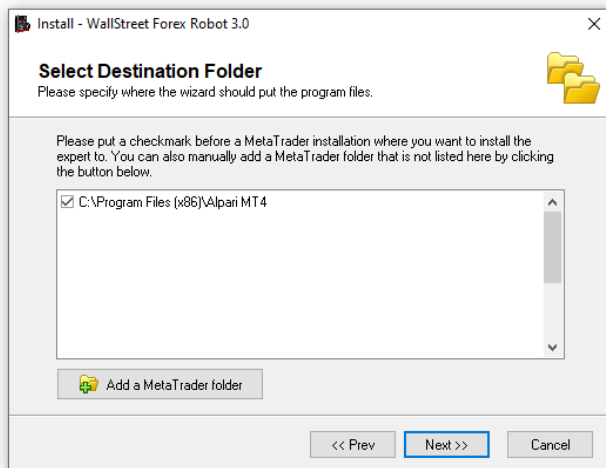 Install - WallStreet Forex Robot 3.0
Select Destination Folder
Please specify where the wizard should put the program files.
Please put a checkmark before a MetaTrader installation where you want to install the
expert to. You can also manually add a MetaTrader folder that is not listed here by clicking
the button below.
C:\Program Files (x86)\Alpari MT4
Add a MetaTrader folder
<< Prev
Next >>
Cancel